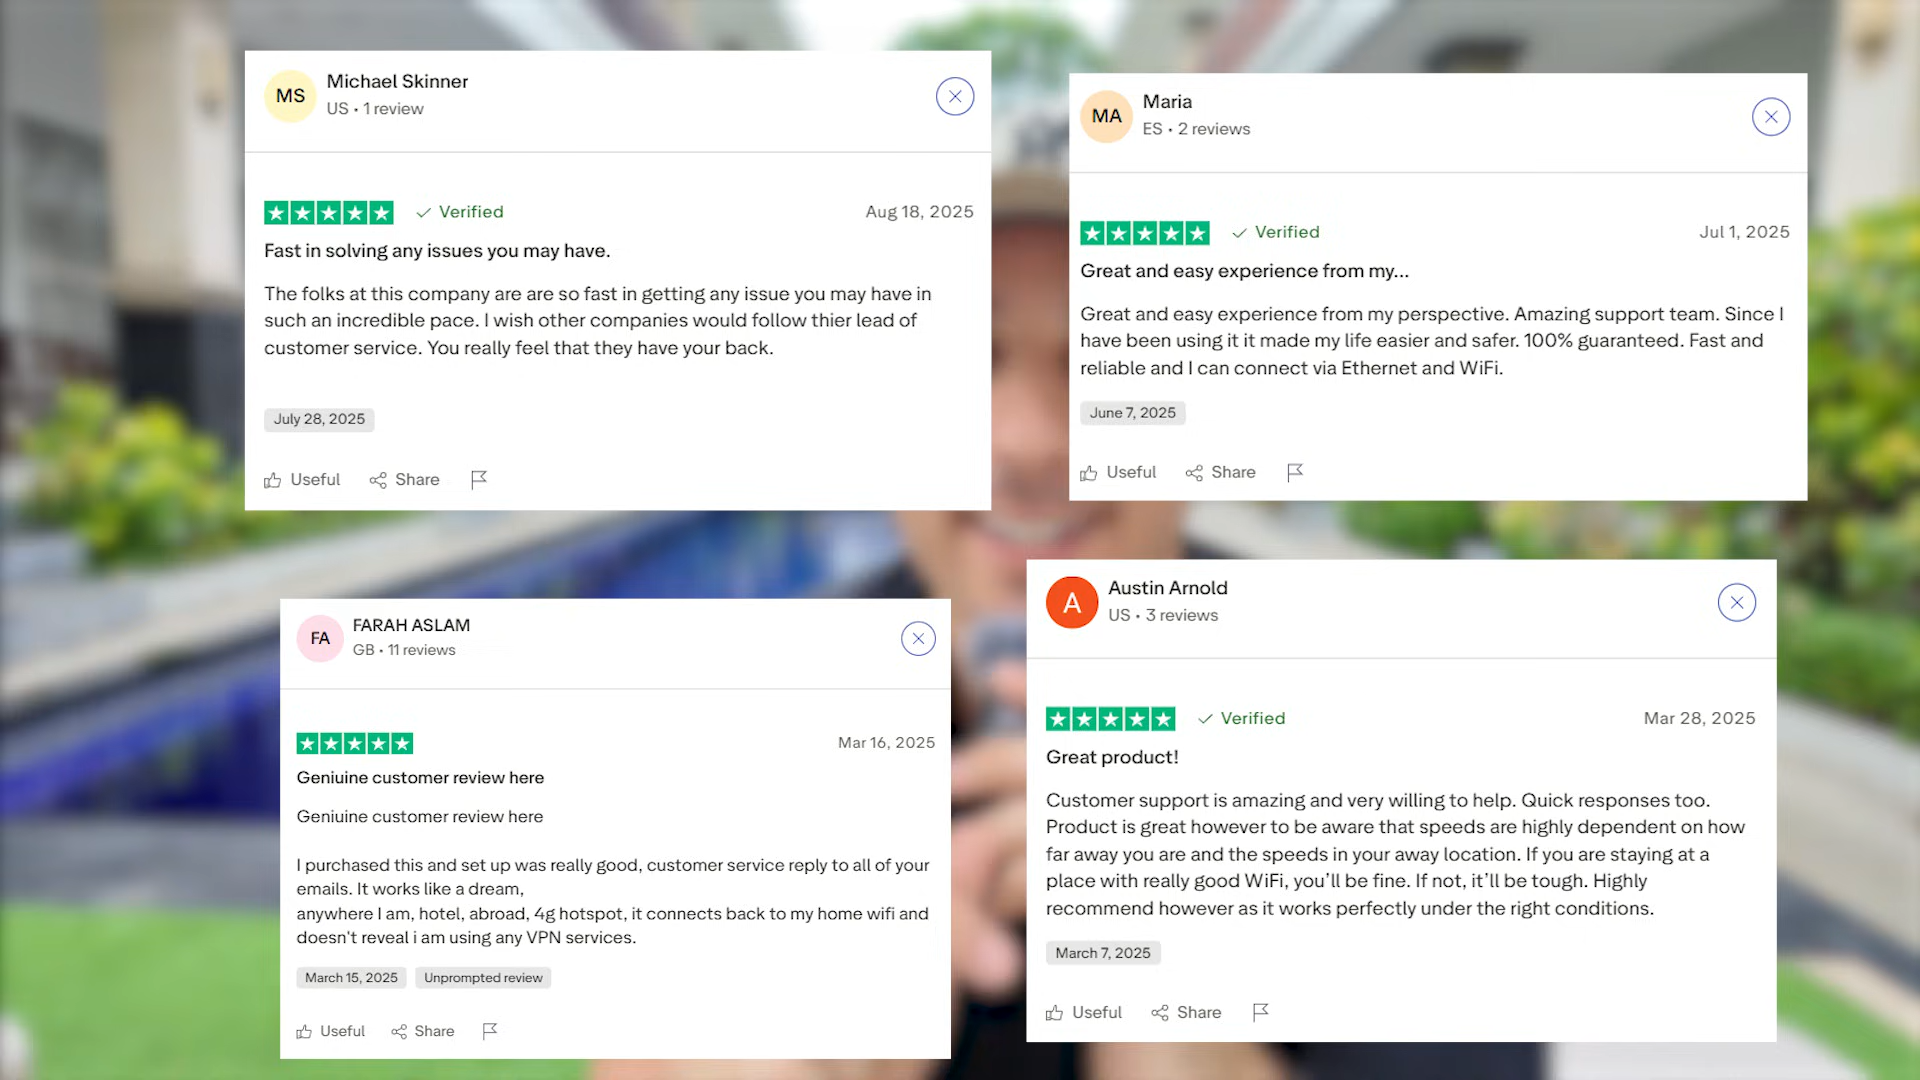 MS
Michael Skinner
US • 1 review
Verified
Aug 18, 2025
Fast in solving any issues you may have.
The folks at this company are are so fast in getting any issue you may have in
such an incredible pace. I wish other companies would follow thier lead of
customer service. You really feel that they have your back.
July 28, 2025
Useful
Share
MA
Maria
ES • 2 reviews
Verified
Jul 1, 2025
Great and easy experience from my...
Great and easy experience from my perspective. Amazing support team. Since I
have been using it it made my life easier and safer. 100% guaranteed. Fast and
reliable and I can connect via Ethernet and WiFi.
June 7, 2025
Useful
Share
FA
FARAH ASLAM
GB • 11 reviews
Mar 16, 2025
Geniuine customer review here
Geniuine customer review here
I purchased this and set up was really good, customer service reply to all of your
emails. It works like a dream,
anywhere I am, hotel, abroad, 4g hotspot, it connects back to my home wifi and
doesn't reveal i am using any VPN services.
March 15, 2025
Unprompted review
Useful
Share
A
Austin Arnold
US • 3 reviews
Verified
Mar 28, 2025
Great product!
Customer support is amazing and very willing to help. Quick responses too.
Product is great however to be aware that speeds are highly dependent on how
far away you are and the speeds in your away location. If you are staying at a
place with really good WiFi, you’ll be fine. If not, it’ll be tough. Highly
recommend however as it works perfectly under the right conditions.
March 7, 2025
Useful
Share